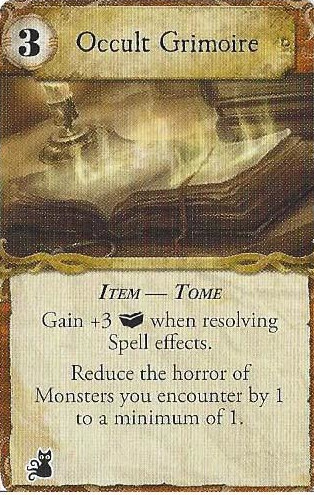 3
Occult Grimoire
ITEM — TOME
Gain +3 when resolving
Spell effects.
Reduce the horror of
Monsters you encounter by 1
to a minimum of 1.